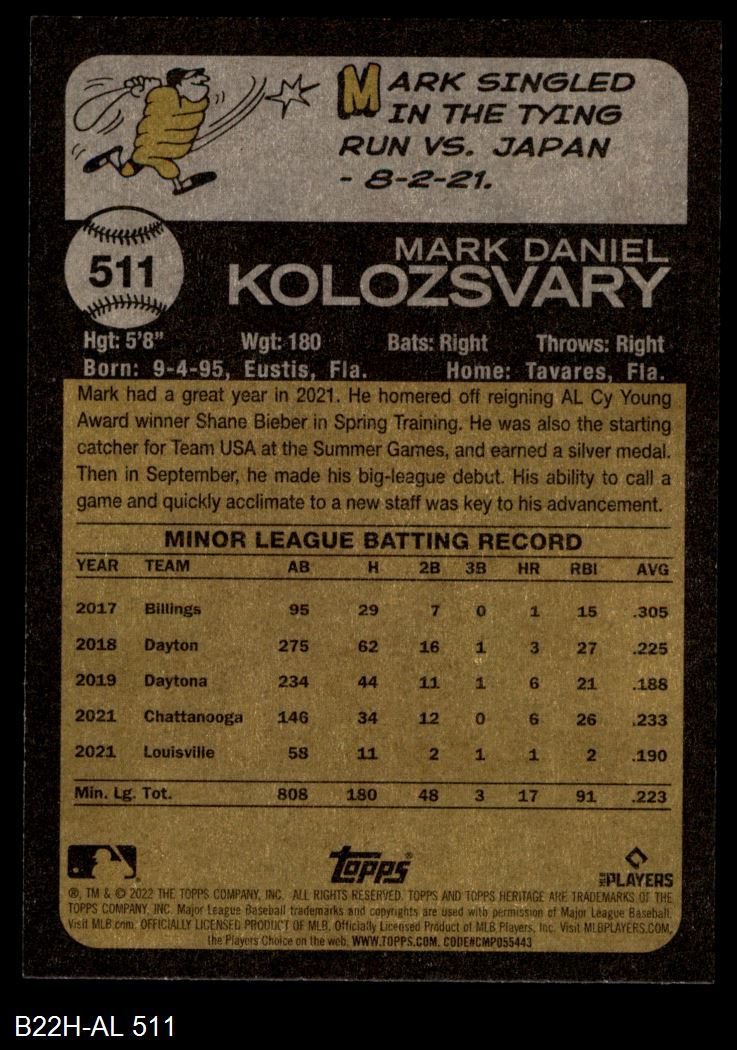 MARK SINGLED
IN THE TYING
RUN VS. JAPAN
- 8-2-21.
511
MARK DANIEL
KOLOZSVARY
Hgt: 5'8" Wgt: 180 Bats: Right Throws: Right
Born: 9-4-95, Eustis, Fla. Home: Tavares, Fla.
Mark had a great year in 2021. He homered off reigning AL Cy Young
Award winner Shane Bieber in Spring Training. He was also the starting
catcher for Team USA at the Summer Games, and earned a silver medal.
Then in September, he made his big-league debut. His ability to call a
game and quickly acclimate to a new staff was key to his advancement.
MINOR LEAGUE BATTING RECORD
YEAR TEAM AB H 2B 3B HR RBI AVG
2017 Billings 95 29 7 0 1 15 .305
2018 Dayton 275 62 16 1 3 27 .225
2019 Daytona 234 44 11 1 6 21 .188
2021 Chattanooga 146 34 12 0 6 26 .233
2021 Louisville 58 11 2 1 1 2 .190
Min. Lg. Tot. 808 180 48 3 17 91 .223
Topps®
MLB PLAYERS
®, TM & © 2022 THE TOPPS COMPANY, INC. ALL RIGHTS RESERVED. TOPPS AND TOPPS HERITAGE ARE TRADEMARKS OF THE
TOPPS COMPANY, INC. Major League Baseball trademarks and copyrights are used with permission of Major League Baseball.
Visit MLB.com. OFFICIALLY LICENSED PRODUCT OF MLB. Officially Licensed Product of MLB Players, Inc. Visit MLBPLAYERS.COM,
the Players Choice on the web. WWW.TOPPS.COM. CODE#CMP055443
B22H-AL 511